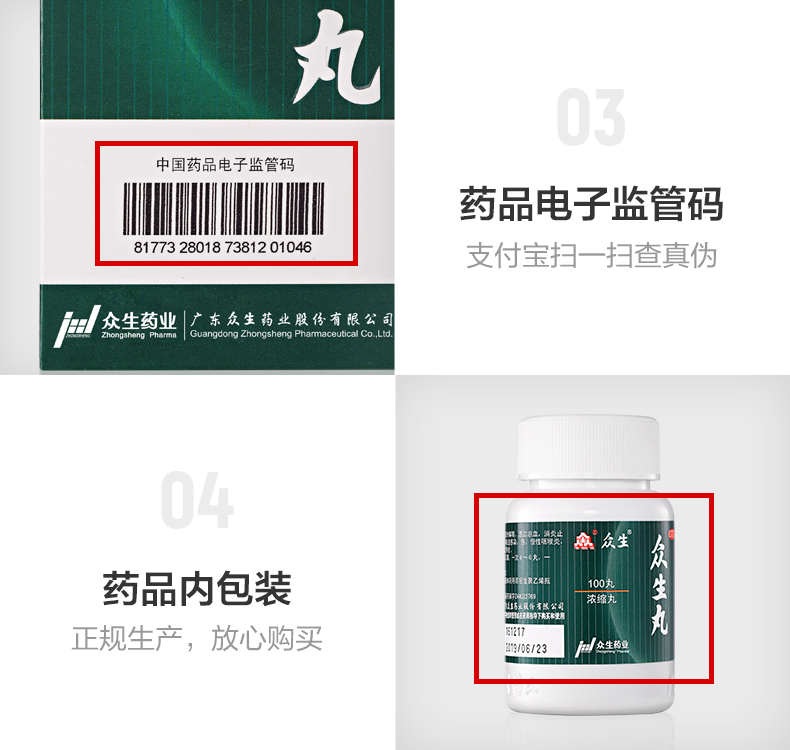 丸
中国药品电子监管码
81773 28018 73812 01046
众生药业
Zhongsheng Pharma
广东众生药业股份有限公司
Guangdong Zhongsheng Pharmaceutical Co.,Ltd.
03
药品电子监管码
支付宝扫一扫查真伪
04
药品内包装
正规生产，放心购买
众生
众生丸
100丸
浓缩丸
161217
2019/06/23
众生药业
Zhongsheng Pharma